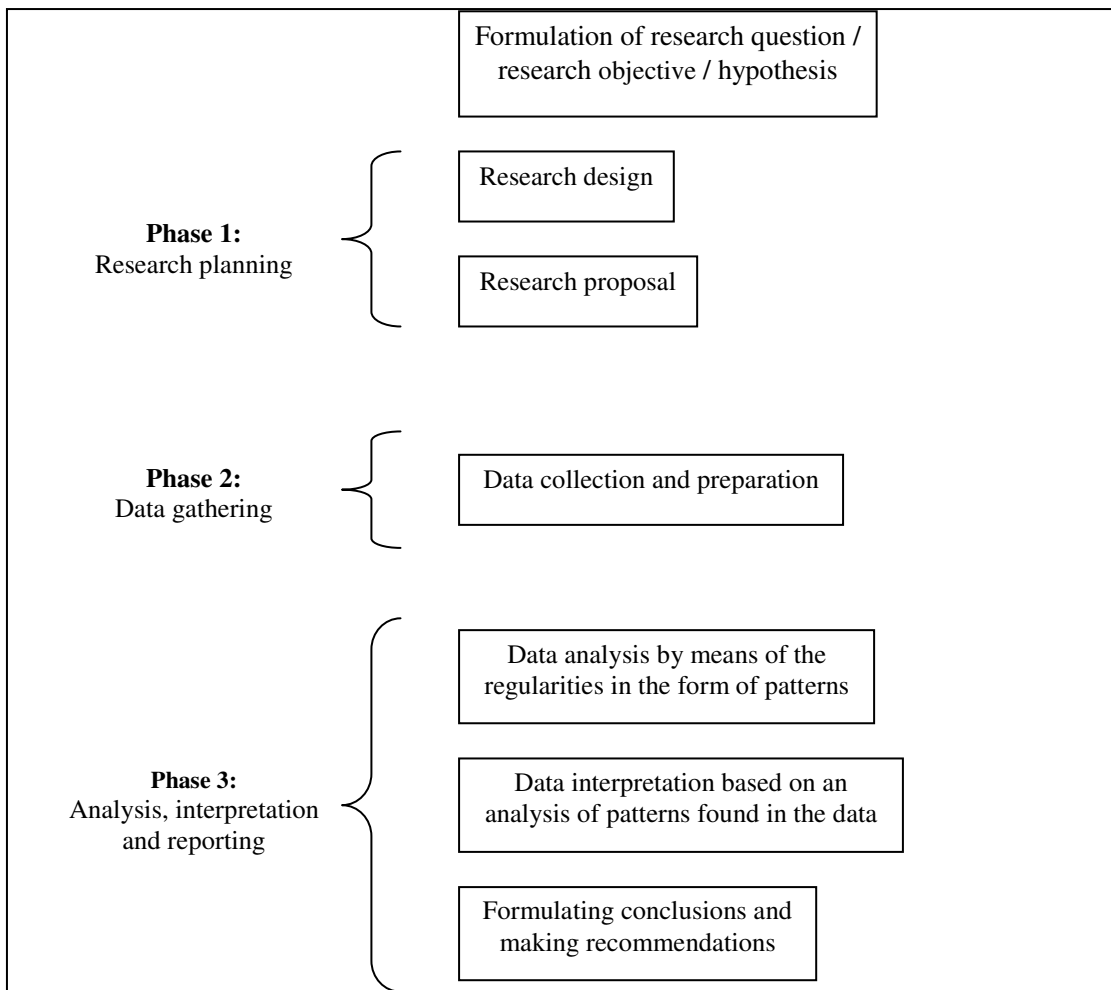 Formulation of research question /
research objective / hypothesis
Research design
Phase 1:
Research planning
Research proposal
Phase 2:
Data gathering
Data collection and preparation
Data analysis by means of the
regularities in the form of patterns
Phase 3:
Analysis, interpretation
and reporting
Data interpretation based on an
analysis of patterns found in the data
Formulating conclusions and
making recommendations